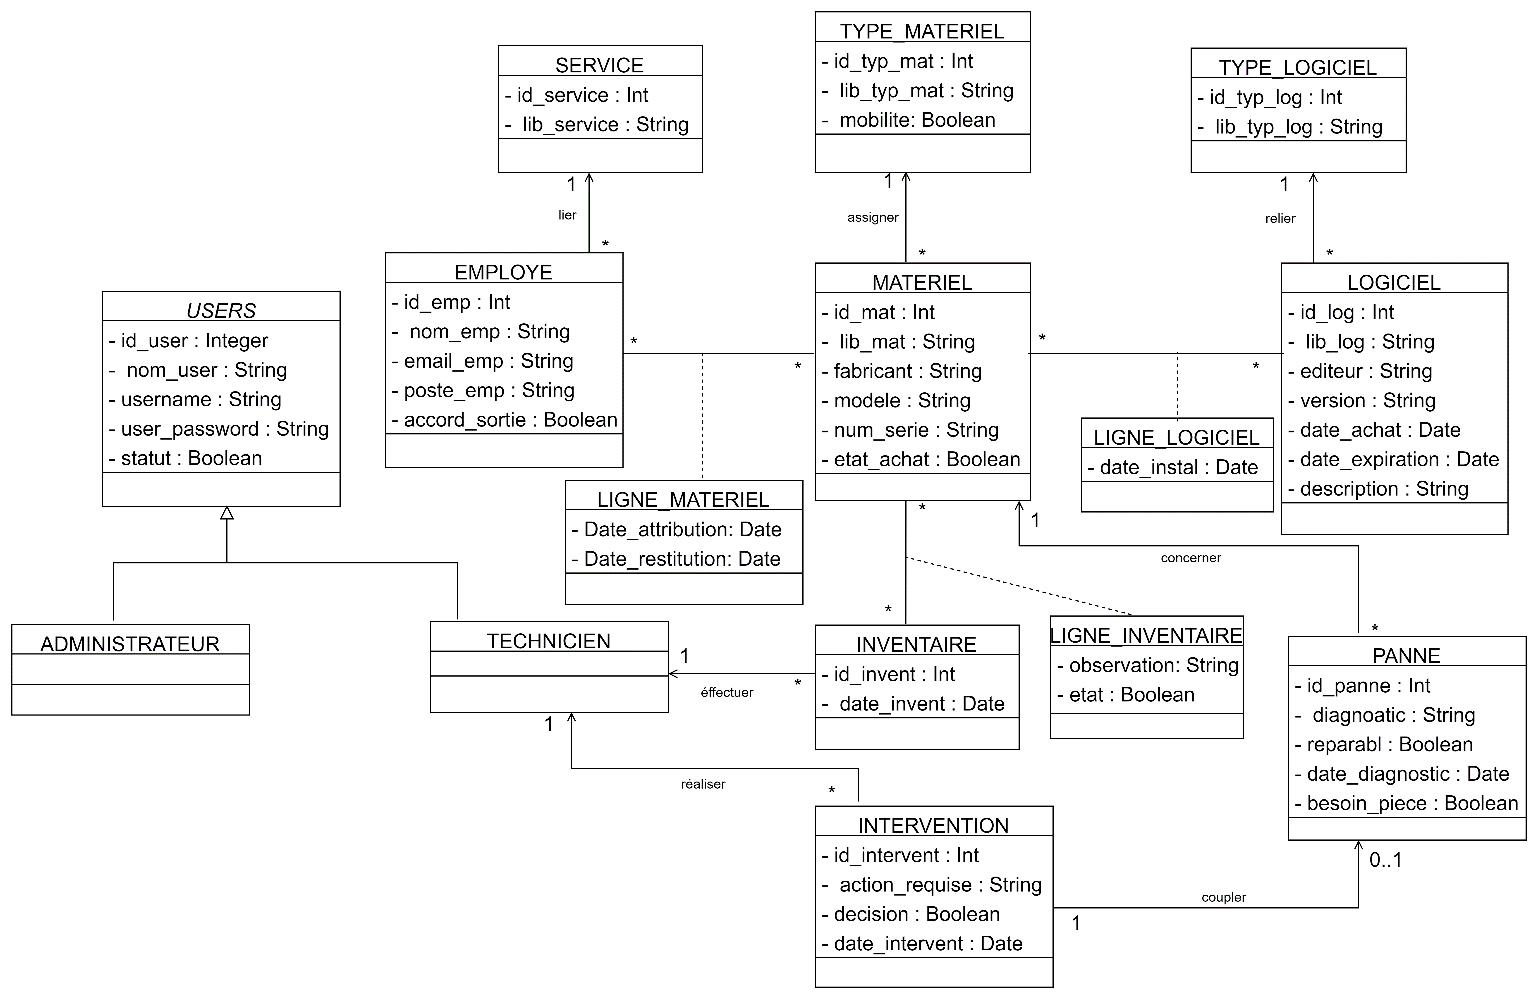 TYPE_MATERIEL
- id_typ_mat : Int
- lib_typ_mat : String
- mobilite: Boolean
SERVICE
- id_service : Int
- lib_service : String
TYPE_LOGICIEL
- id_typ_log : Int
- lib_typ_log : String
1
lier
*
1
assigner
*
1
relier
*
USERS
- id_user : Integer
- nom_user : String
- username : String
- user_password : String
- statut : Boolean
EMPLOYE
- id_emp : Int
- nom_emp : String
- email_emp : String
- poste_emp : String
- accord_sortie : Boolean
*
*
MATERIEL
- id_mat : Int
- lib_mat : String
- fabricant : String
- modele : String
- num_serie : String
- etat_achat : Boolean
*
*
LOGICIEL
- id_log : Int
- lib_log : String
- editeur : String
- version : String
- date_achat : Date
- date_expiration : Date
- description : String
LIGNE_LOGICIEL
- date_instal : Date
LIGNE_MATERIEL
- Date_attribution: Date
- Date_restitution: Date
*
*
1
concerner
*
ADMINISTRATEUR
TECHNICIEN
1
éffectuer
*
INVENTAIRE
- id_invent : Int
- date_invent : Date
LIGNE_INVENTAIRE
- observation: String
- etat : Boolean
PANNE
- id_panne : Int
- diagnoatic : String
- reparabl : Boolean
- date_diagnostic : Date
- besoin_piece : Boolean
1
réaliser
*
INTERVENTION
- id_intervent : Int
- action_requise : String
- decision : Boolean
- date_intervent : Date
1
coupler
0..1